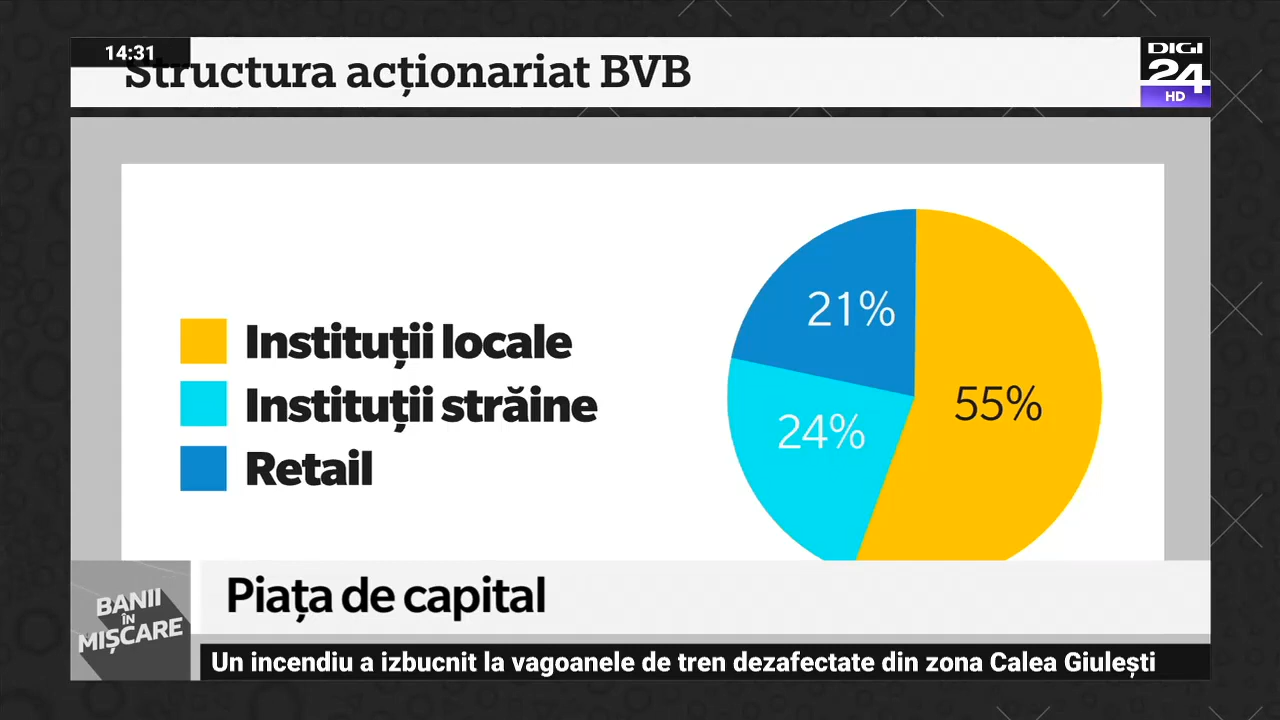 14:31
Structura acționariat BVB
DIGI
24
HD
21%
Instituții locale
55%
Instituții străine
24%
Retail
BANII
ÎN
MIȘCARE
Piața de capital
Un incendiu a izbucnit la vagoanele de tren dezafectate din zona Calea Giulești